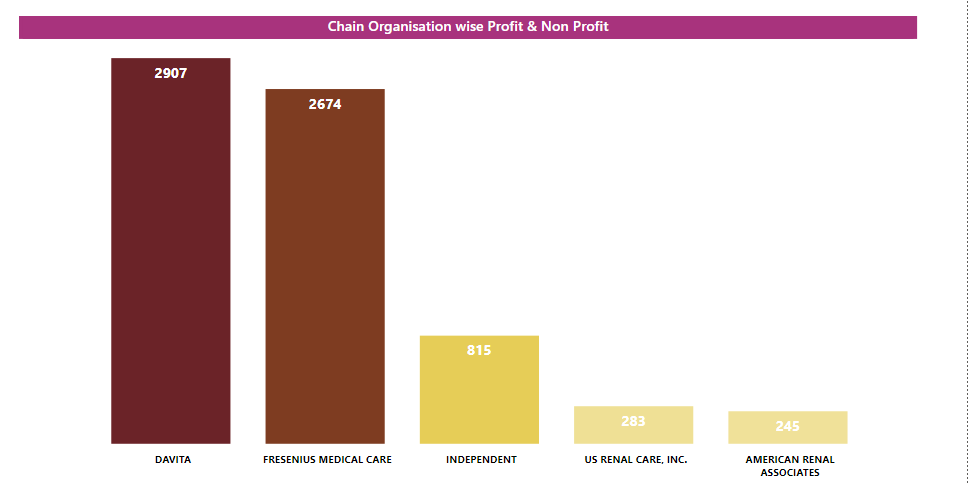 Chain Organisation wise Profit & Non Profit
2907
2674
815
283
245
DAVITA
FRESENIUS MEDICAL CARE
INDEPENDENT
US RENAL CARE, INC.
AMERICAN RENAL
ASSOCIATES